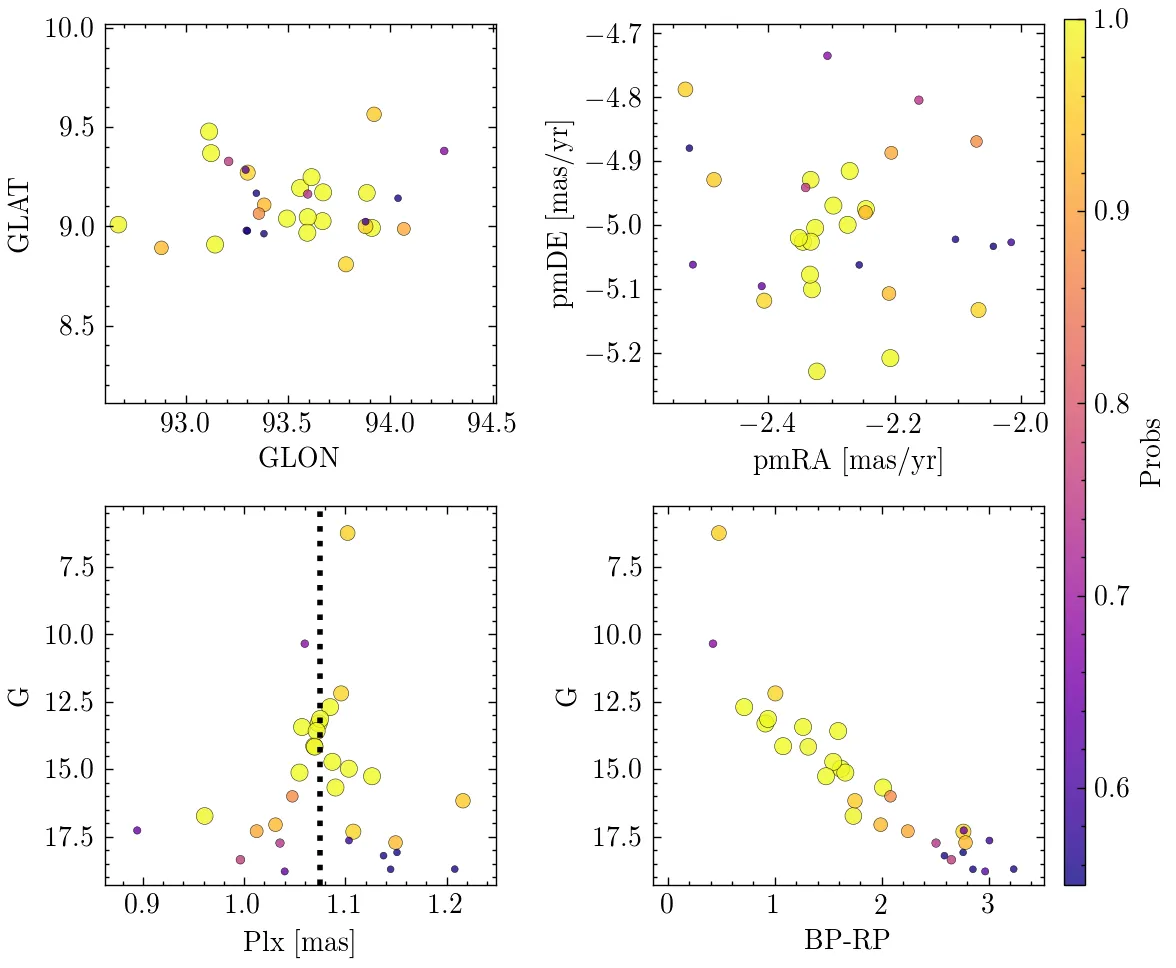 10.0
9.5
9.0
8.5
GLAT
93.0 93.5 94.0 94.5
GLON
−4.7
−4.8
−4.9
−5.0
−5.1
−5.2
pmDE [mas/yr]
−2.4 −2.2 −2.0
pmRA [mas/yr]
7.5
10.0
12.5
15.0
17.5
G
0.9 1.0 1.1 1.2
Plx [mas]
7.5
10.0
12.5
15.0
17.5
G
0 1 2 3
BP-RP
1.0
0.9
0.8
0.7
0.6
Probs